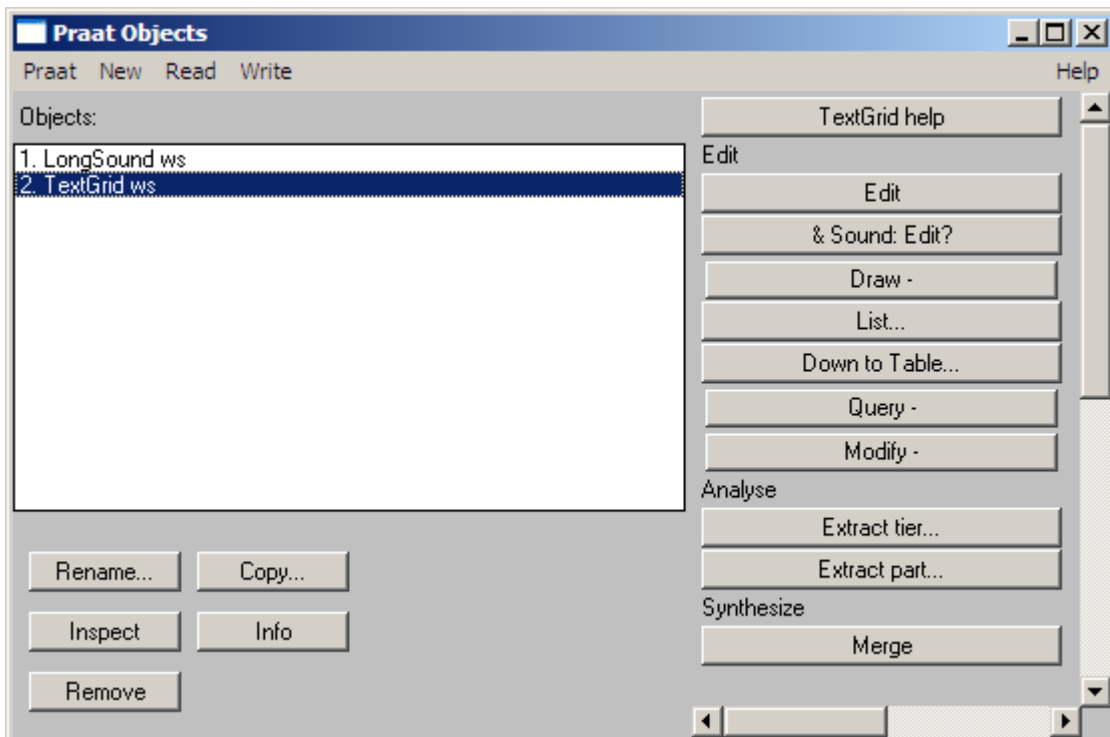 Praat Objects
Praat New Read Write Help
Objects:
1. LongSound ws
2. TextGrid ws
Rename... Copy...
Inspect Info
Remove
TextGrid help
Edit
Edit
& Sound: Edit?
Draw -
List...
Down to Table...
Query -
Modify -
Analyse
Extract tier...
Extract part...
Synthesize
Merge